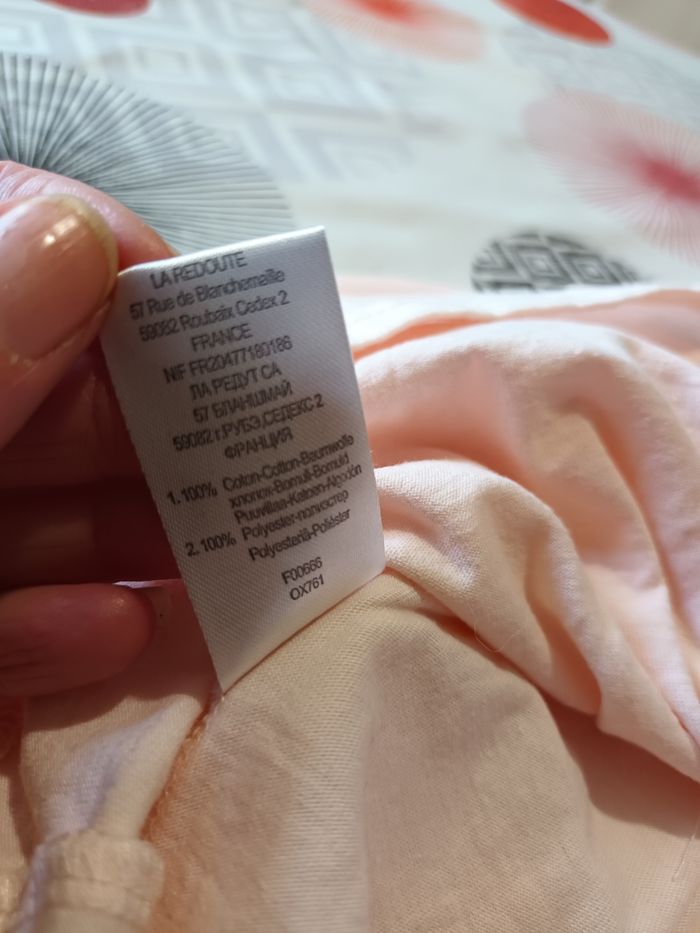 LA REDOUTE
57 Rue de Blanchemaille
59082 Roubaix Cedex 2
FRANCE
NIF FR20477180186
ЛА РЕДУТ СА
57 БЛАНШМАЙ
59082 г.РУБЭ,СЕДЕКС 2
ФРАНЦИЯ
1. 100% Coton-Cotton-Baumwolle
хлопок-Bomull-Bomuld
Puuvillaa-Katoen-Algodón
2. 100% Polyester-полиэстер
Polyesteriä-Poliéster
F00666
OX761